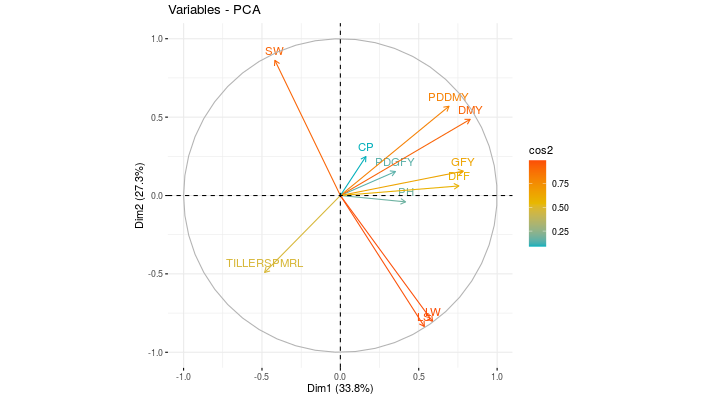 Variables - PCA
1.0
0.5
0.0
-0.5
-1.0
Dim2 (27.3%)
SW
PDDMY
DMY
CP
PDGFY
GFY
DFF
PH
TILLERSPMRL
LW
-1.0
-0.5
0.0
0.5
1.0
Dim1 (33.8%)
cos2
0.75
0.50
0.25